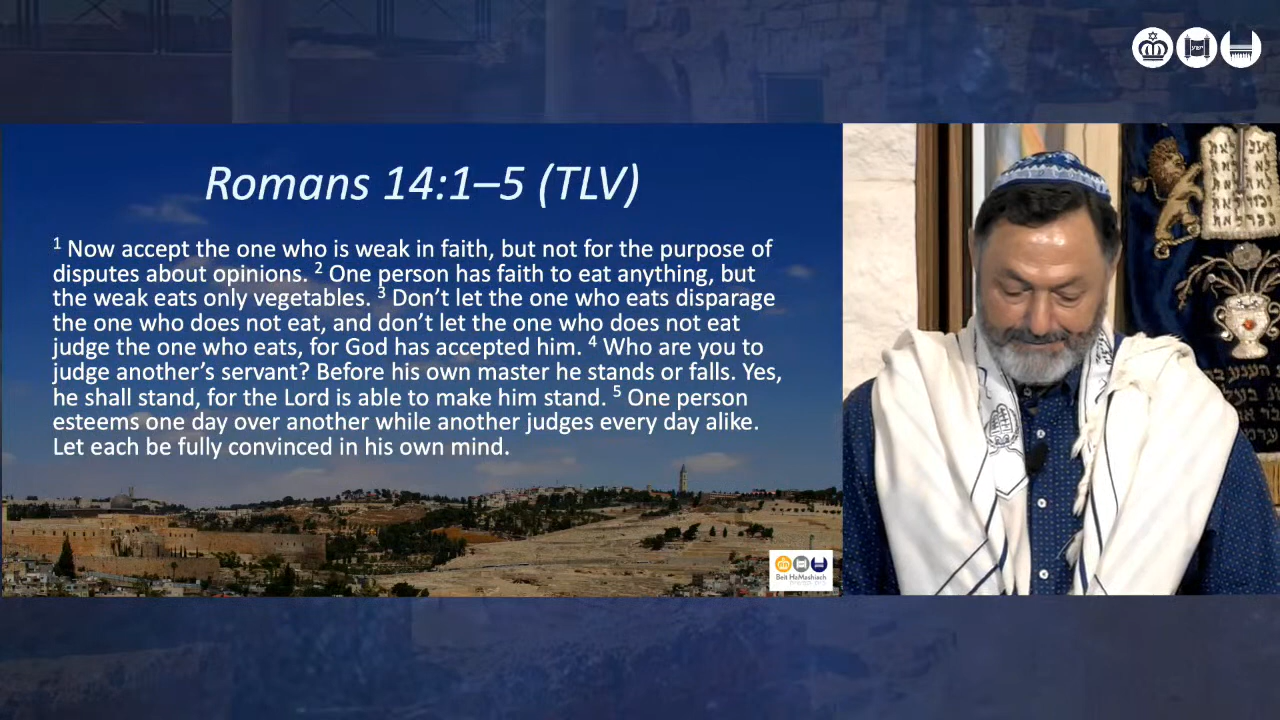 Romans 14:1–5 (TLV)
1 Now accept the one who is weak in faith, but not for the purpose of
disputes about opinions. 2 One person has faith to eat anything, but
the weak eats only vegetables. 3 Don’t let the one who eats disparage
the one who does not eat, and don’t let the one who does not eat
judge the one who eats, for God has accepted him. 4 Who are you to
judge another’s servant? Before his own master he stands or falls. Yes,
he shall stand, for the Lord is able to make him stand. 5 One person
esteems one day over another while another judges every day alike.
Let each be fully convinced in his own mind.
Beit HaMashiach